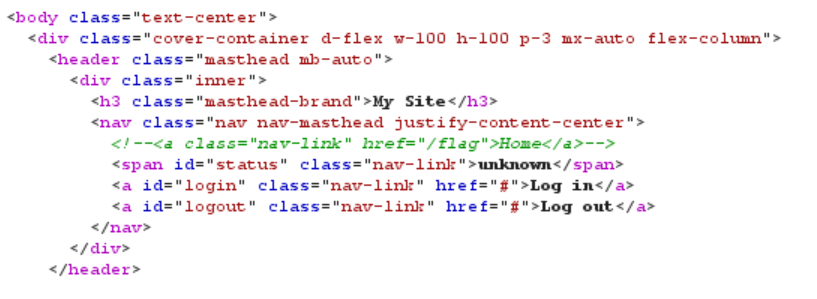 <body class="text-center">
<div class="cover-container d-flex w-100 h-100 p-3 mx-auto flex-column">
<header class="masthead mb-auto">
<div class="inner">
<h3 class="masthead-brand">My Site</h3>
<nav class="nav nav-masthead justify-content-center">
<!--<a class="nav-link" href="/flag">Home</a>-->
<span id="status" class="nav-link">unknown</span>
<a id="login" class="nav-link" href="#">Log in</a>
<a id="logout" class="nav-link" href="#">Log out</a>
</nav>
</div>
</header>